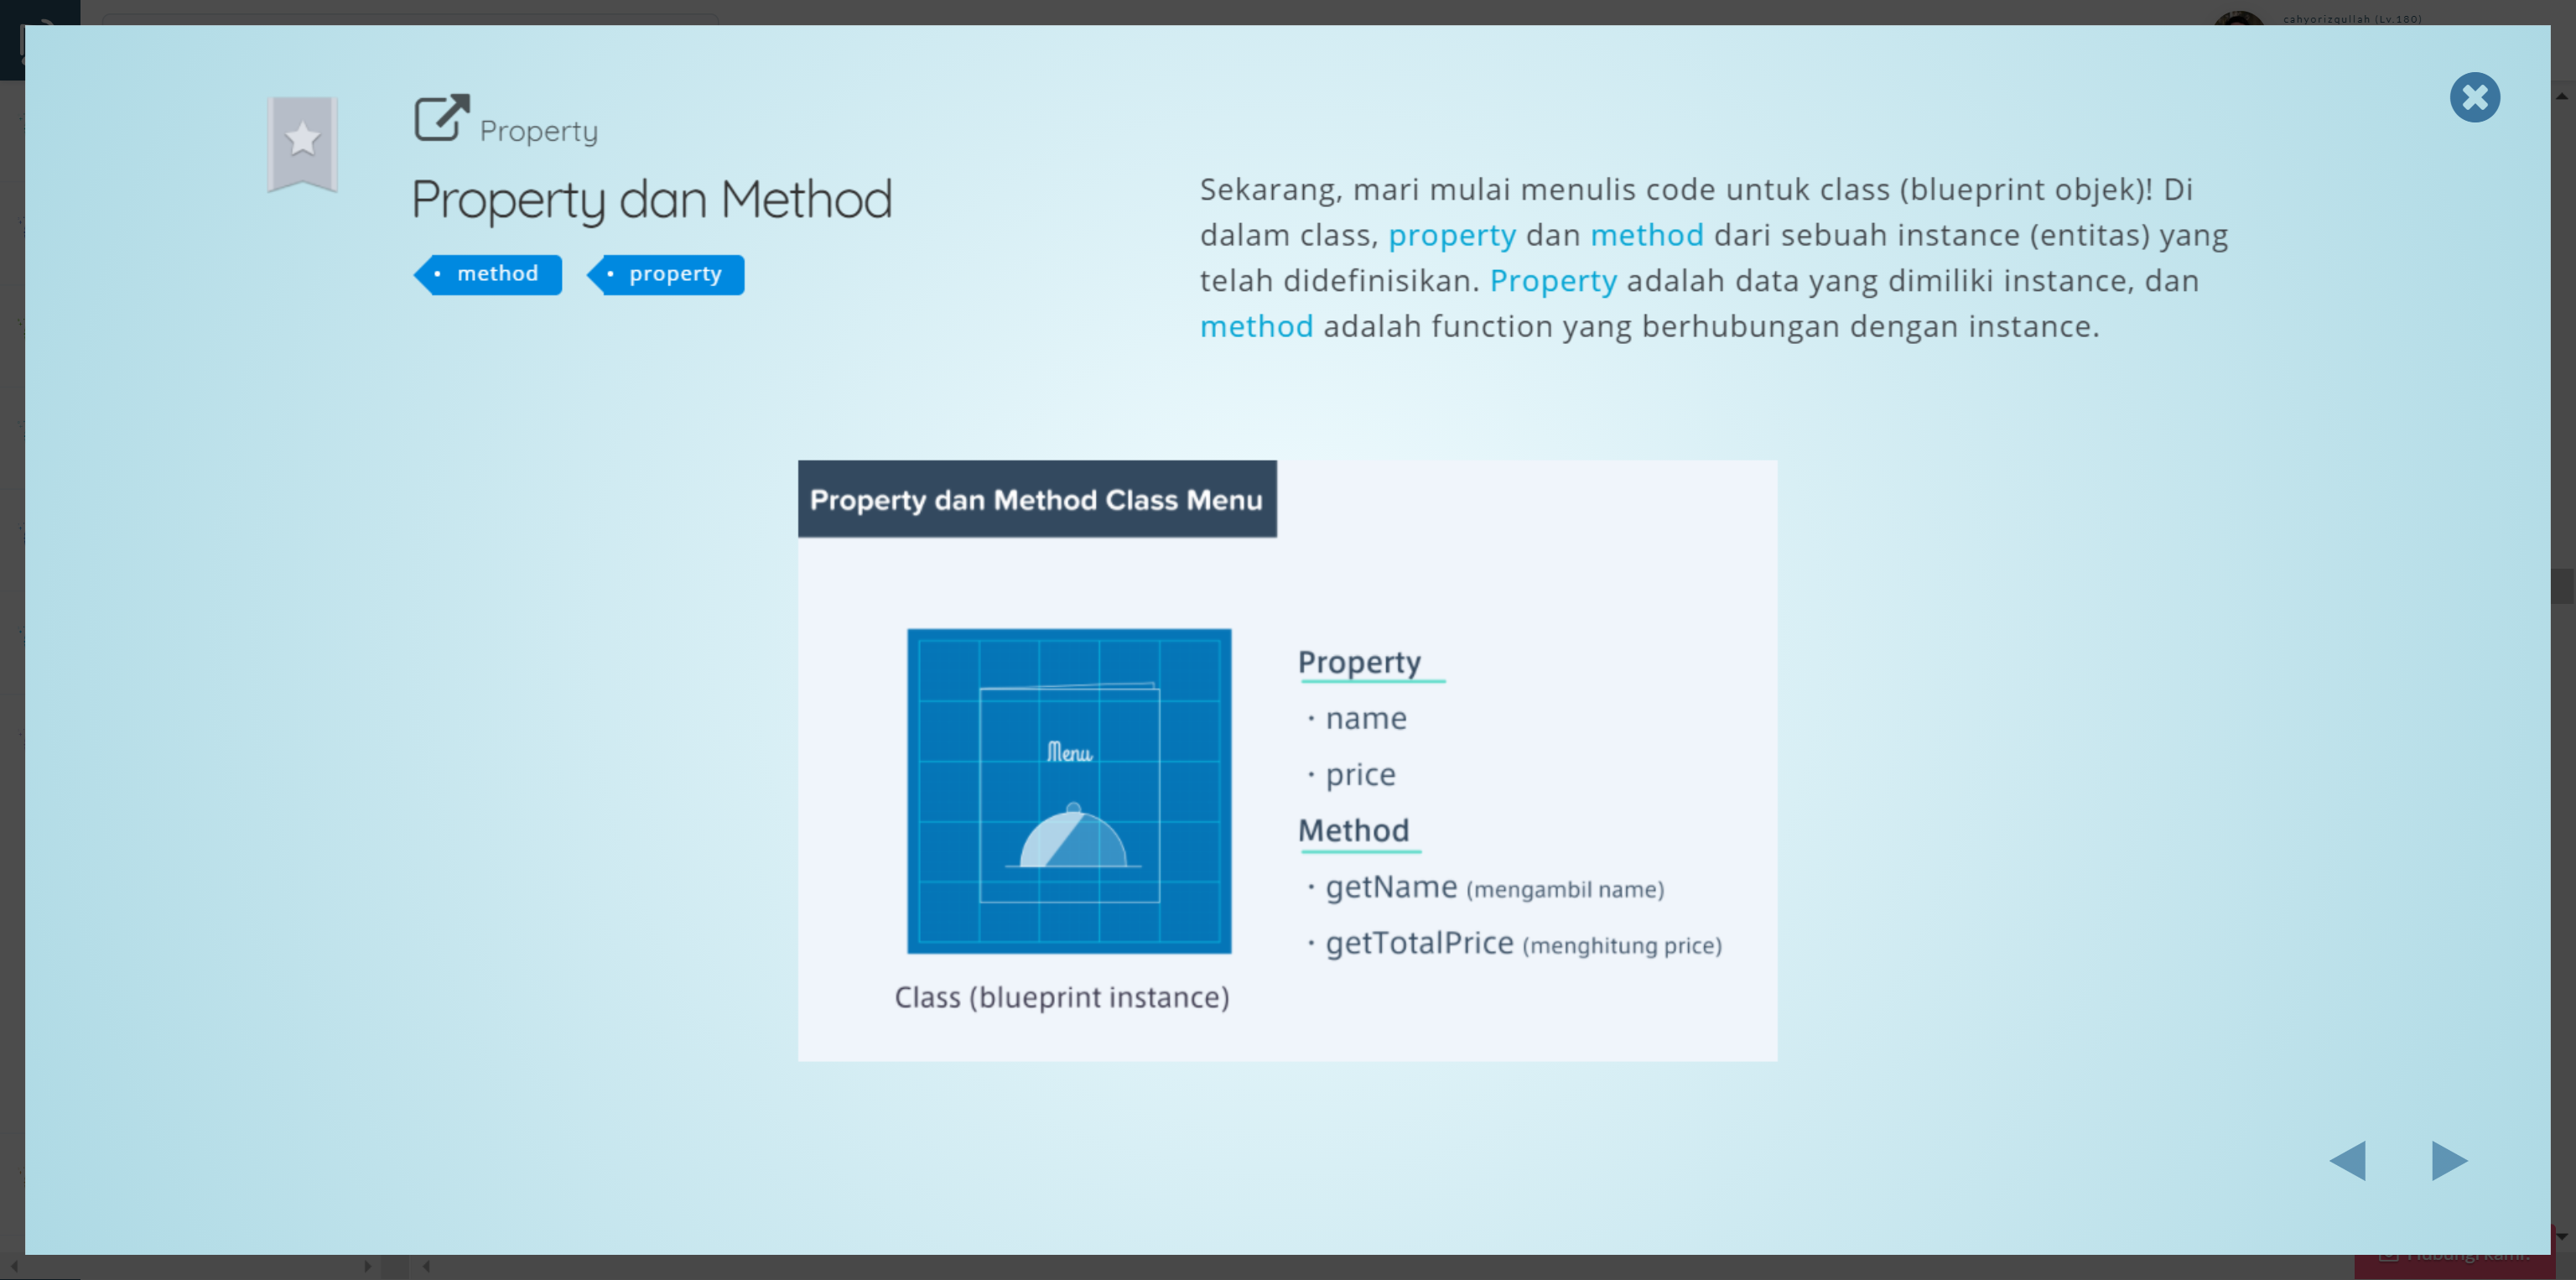 cahyorizqullah (Lv.180)
Property
Property dan Method
method
property
Sekarang, mari mulai menulis code untuk class (blueprint objek)! Di
dalam class, property dan method dari sebuah instance (entitas) yang
telah didefinisikan. Property adalah data yang dimiliki instance, dan
method adalah function yang berhubungan dengan instance.
Property dan Method Class Menu
Menu
Class (blueprint instance)
Property
· name
· price
Method
· getName (mengambil name)
· getTotalPrice (menghitung price)
Hubungi kami!